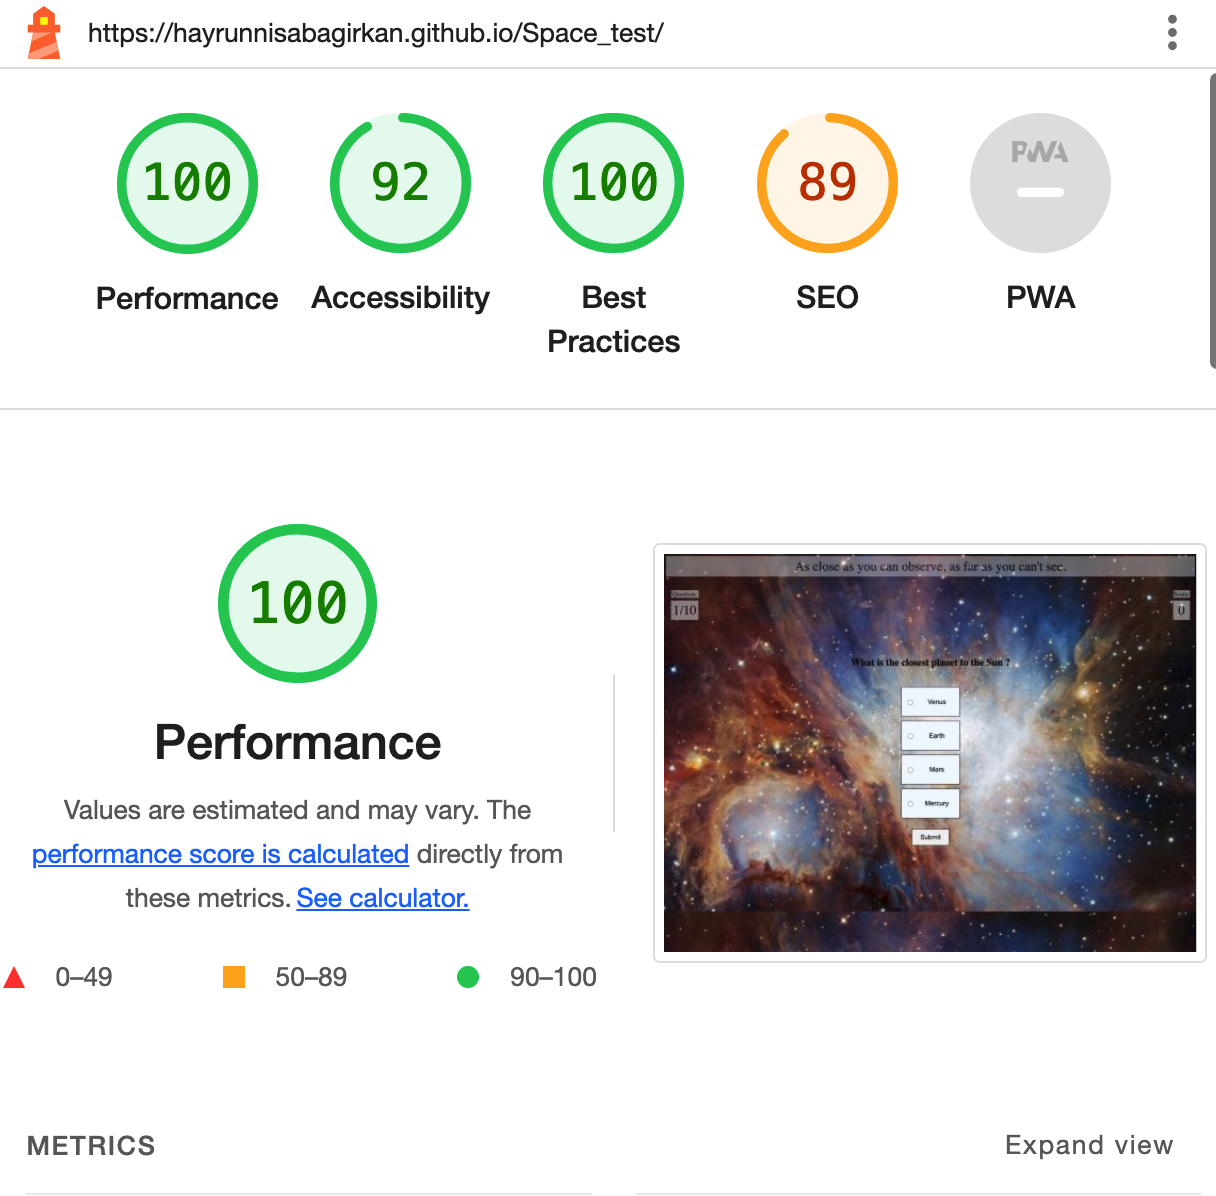 https://hayrunnisabagirkan.github.io/Space_test/
100
92
100
89
PWA
Performance
Accessibility
Best
Practices
SEO
PWA
100
Performance
Values are estimated and may vary. The
performance score is calculated directly from
these metrics. See calculator.
0–49
50–89
90–100
As close as you can observe, as far as you can't see.
Question
1/10
Score
0
What is the closest planet to the Sun ?
Venus
Earth
Mars
Mercury
Submit
METRICS
Expand view